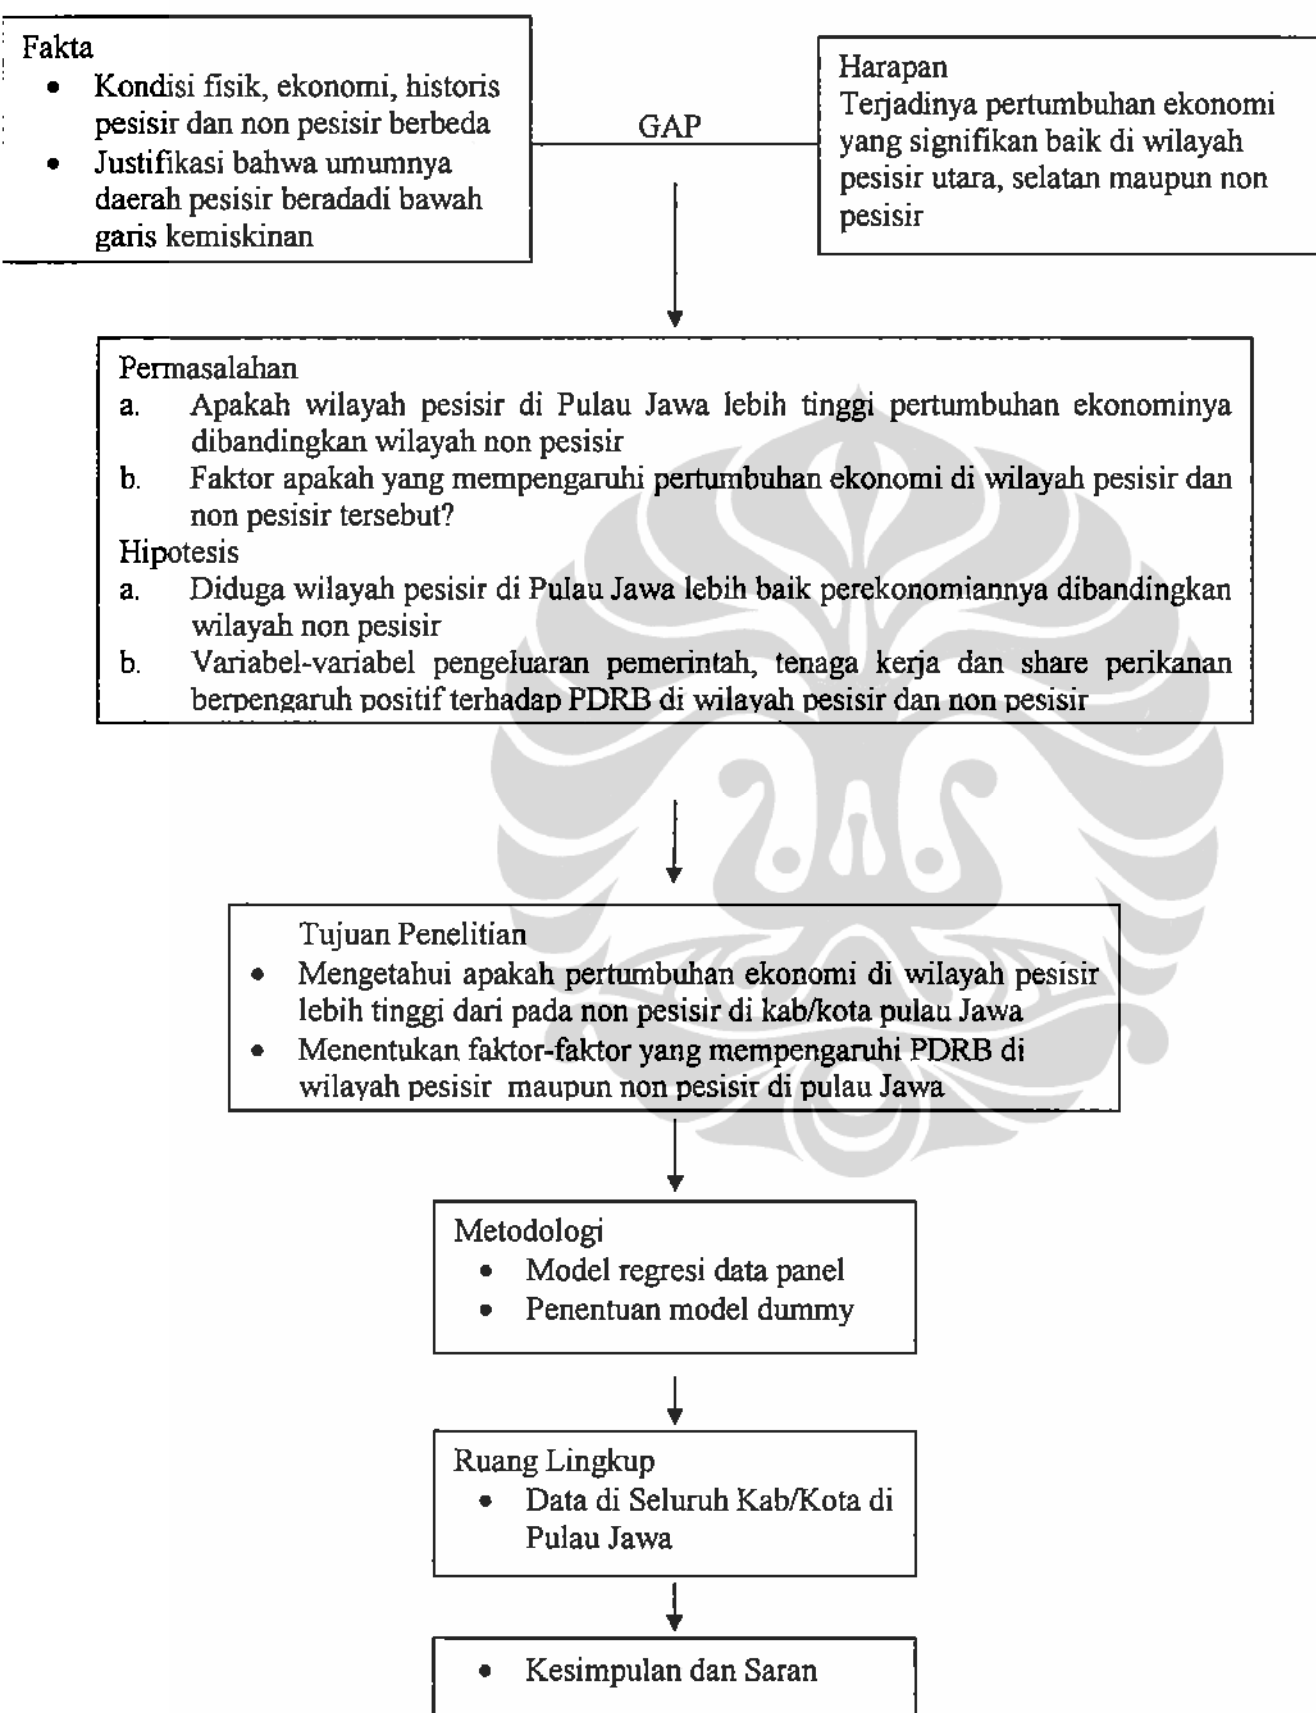 Fakta
• Kondisi fisik, ekonomi, historis
pesisir dan non pesisir berbeda
• Justifikasi bahwa umumnya
daerah pesisir beradadi bawah
garis kemiskinan
GAP
Harapan
Terjadinya pertumbuhan ekonomi
yang signifikan baik di wilayah
pesisir utara, selatan maupun non
pesisir
Permasalahan
a. Apakah wilayah pesisir di Pulau Jawa lebih tinggi pertumbuhan ekonominya
dibandingkan wilayah non pesisir
b. Faktor apakah yang mempengaruhi pertumbuhan ekonomi di wilayah pesisir dan
non pesisir tersebut?
Hipotesis
a. Diduga wilayah pesisir di Pulau Jawa lebih baik perekonomiannya dibandingkan
wilayah non pesisir
b. Variabel-variabel pengeluaran pemerintah, tenaga kerja dan share perikanan
berpengaruh positif terhadap PDRB di wilayah pesisir dan non pesisir
Tujuan Penelitian
• Mengetahui apakah pertumbuhan ekonomi di wilayah pesisir
lebih tinggi dari pada non pesisir di kab/kota pulau Jawa
• Menentukan faktor-faktor yang mempengaruhi PDRB di
wilayah pesisir maupun non pesisir di pulau Jawa
Metodologi
• Model regresi data panel
• Penentuan model dummy
Ruang Lingkup
• Data di Seluruh Kab/Kota di
Pulau Jawa
• Kesimpulan dan Saran